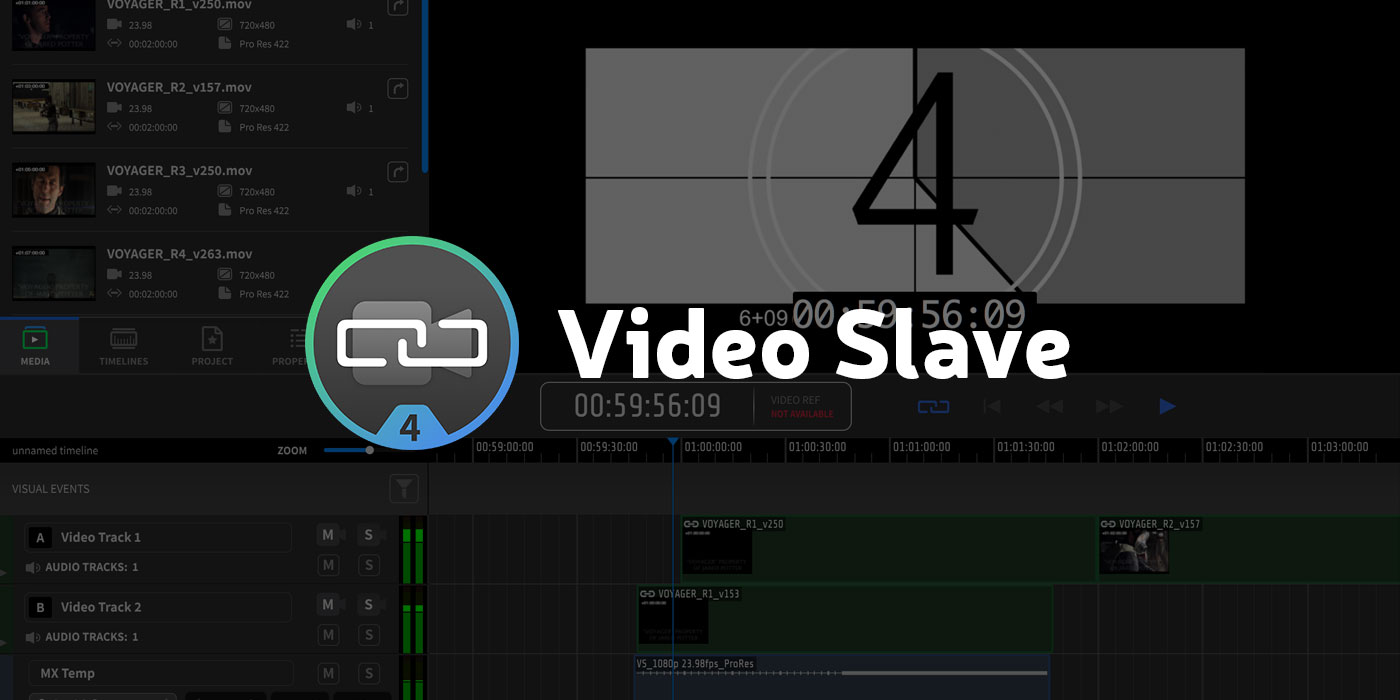 VOYAGER_R1_v250.mov
23.98 720x480 1
00:02:00:00 Pro Res 422
VOYAGER_R2_v157.mov
23.98 720x480 1
00:02:00:00 Pro Res 422
VOYAGER_R3_v250.mov
23.98 720x480 1
00:02:00:00 Pro Res 422
VOYAGER_R4_v263.mov
23.98 720x480
00:02:00:00 Pro Res 422
MEDIA TIMELINES PROJECT
4
6+09 00:59:56:09
Video Slave
4
00:59:56:09
VIDEO REF
NOT AVAILABLE
unnamed timeline ZOOM
00:59:00:00 00:59:30:00 01:00:00:00 01:00:30:00 01:01:00:00 01:01:30:00 01:02:00:00 01:02:30:00 01:03:00:00
VISUAL EVENTS
A Video Track 1 M S
AUDIO TRACKS: 1 M S
VOYAGER_R1_v250 VOYAGER_R2_v157
B Video Track 2 M S
AUDIO TRACKS: 1 M S
VOYAGER_R1_v153
MX Temp M S
VS_1080p 23.98fps_ProRes